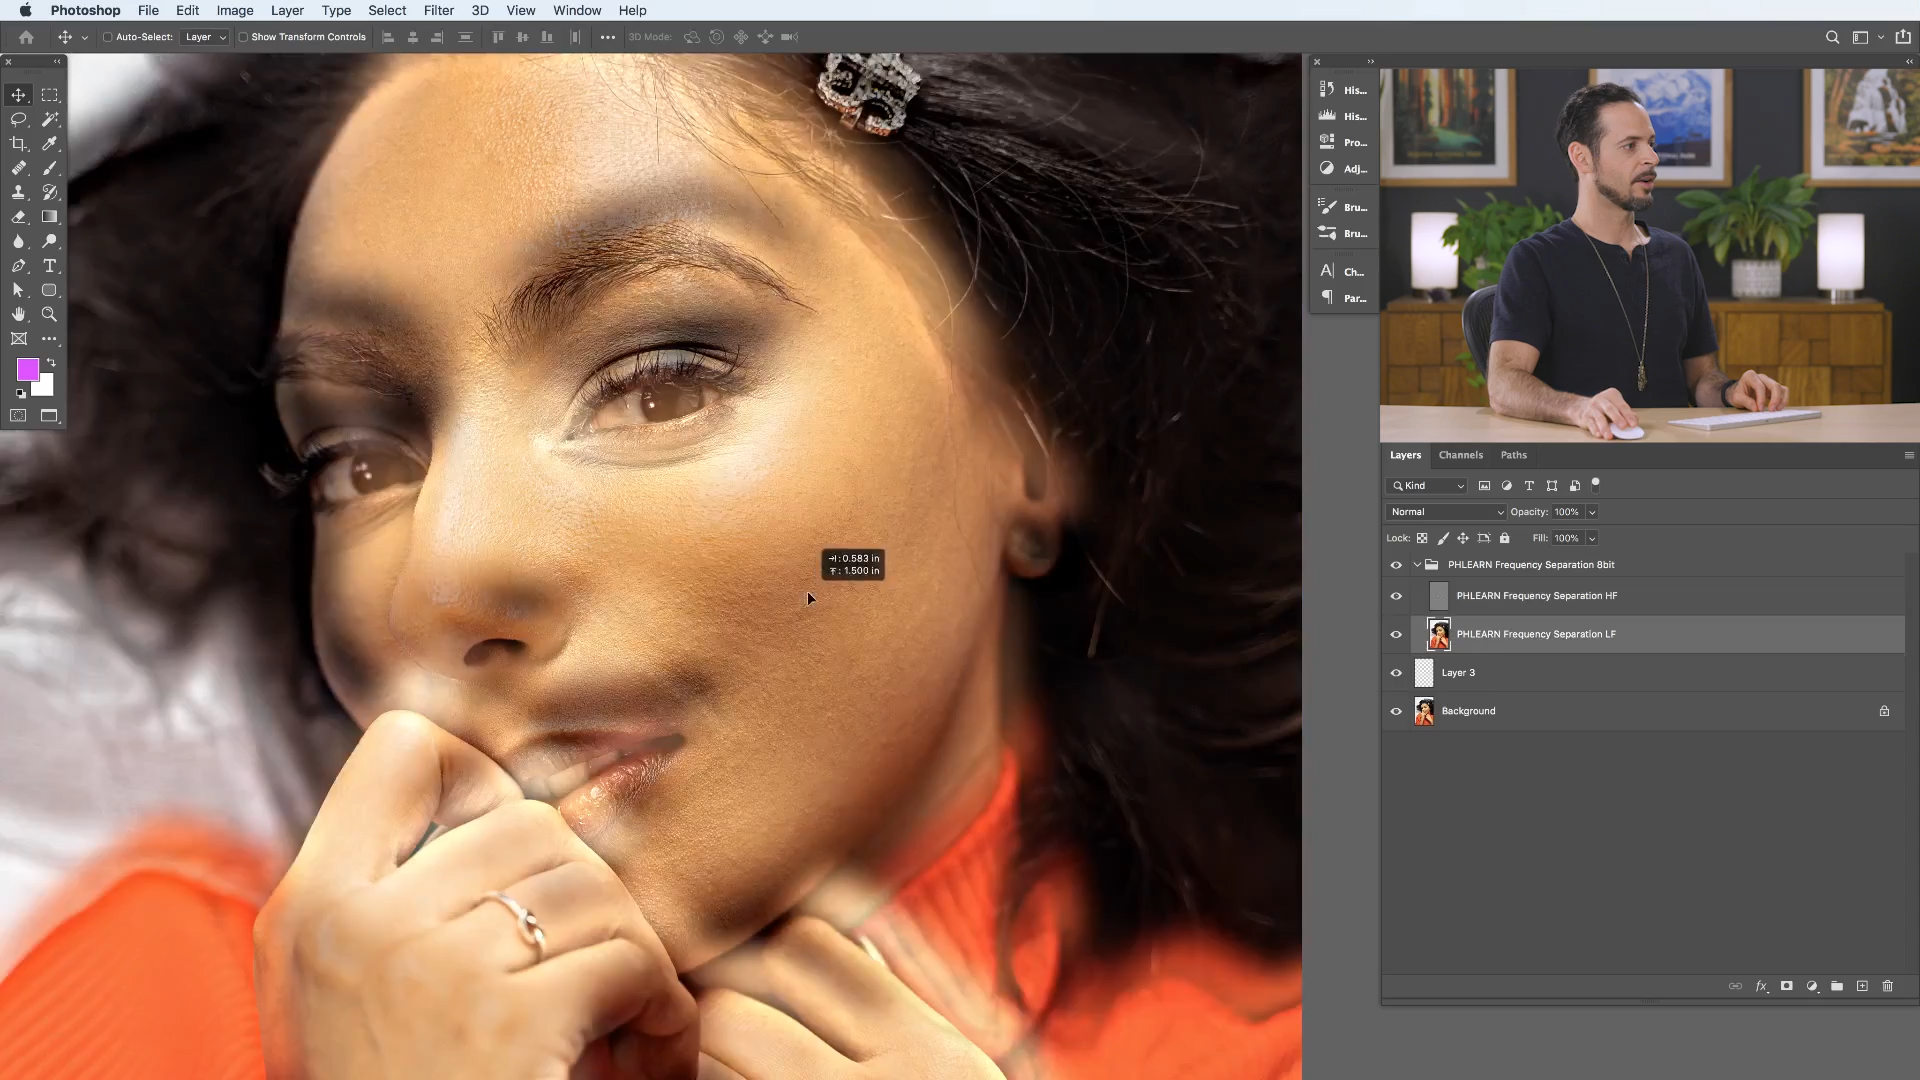 Photoshop File Edit Image Layer Type Select Filter 3D View Window Help
Auto-Select: Layer Show Transform Controls 3D Mode:
His...
His...
Pro...
Adj...
Bru...
Bru...
A| Ch...
Par...
: 0.583 in
: 1.500 in
Layers Channels Paths
Kind
Normal Opacity: 100%
Lock: Fill: 100%
PHLEARN Frequency Separation 8bit
PHLEARN Frequency Separation HF
PHLEARN Frequency Separation LF
Layer 3
Background
fx